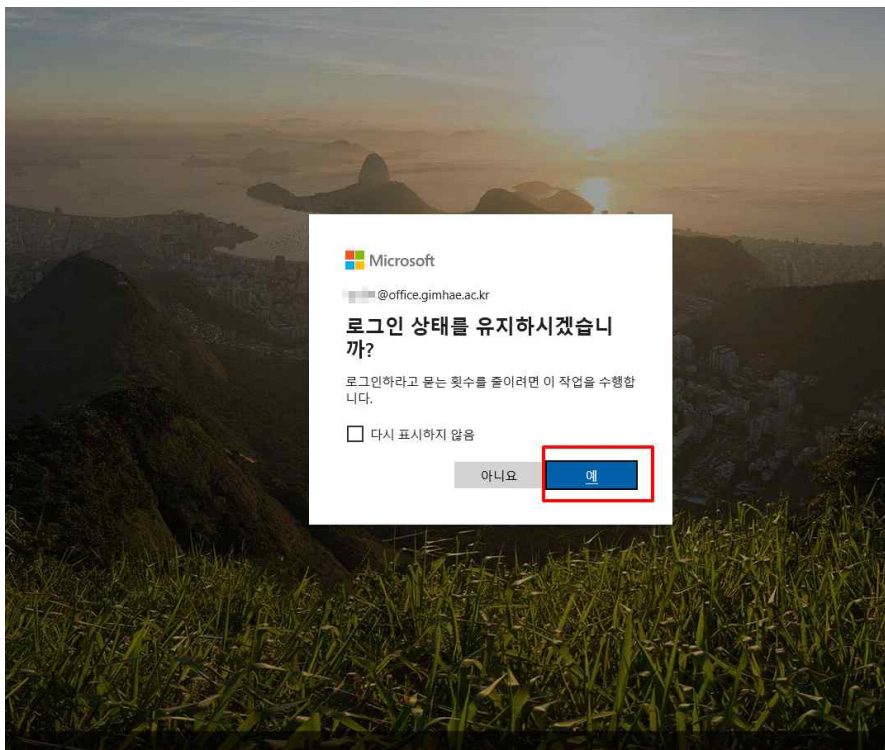 Microsoft
@office.gimhae.ac.kr
로그인 상태를 유지하시겠습니
까?
로그인하라고 묻는 횟수를 줄이려면 이 작업을 수행합
니다.
다시 표시하지 않음
아니요 예